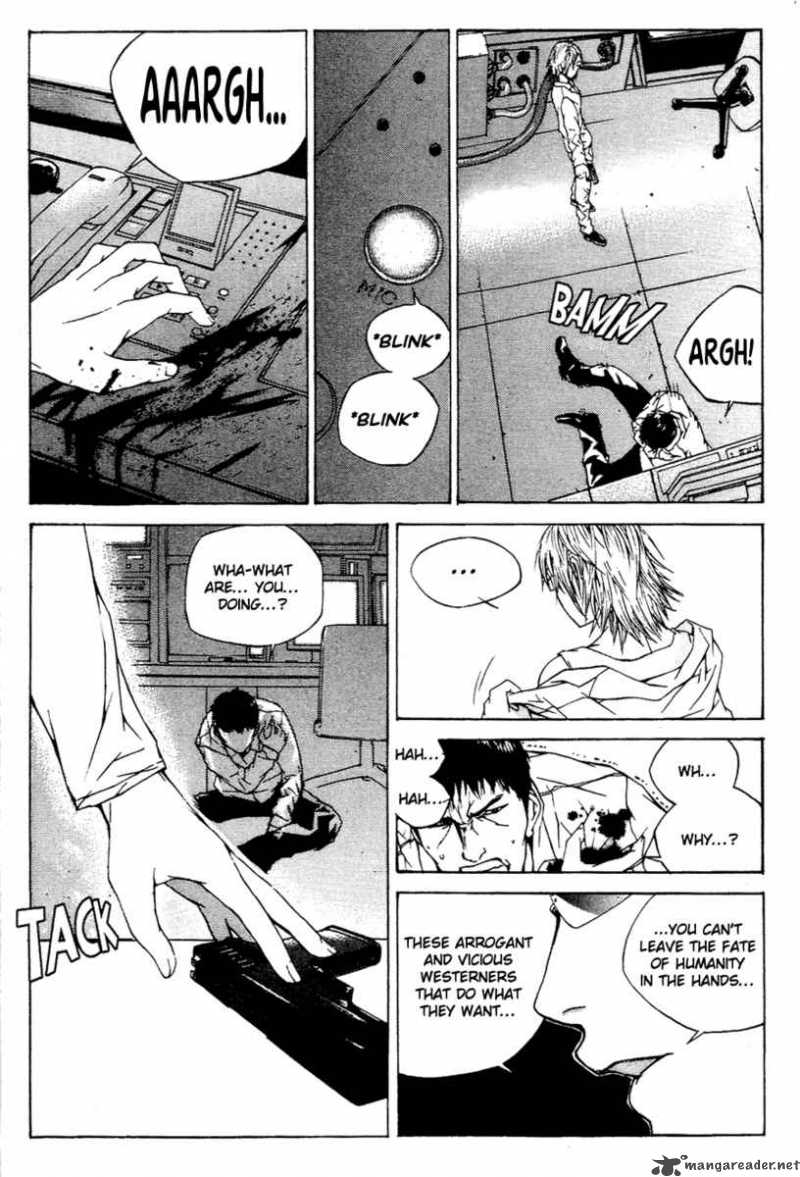 BAMM
ARGH!
MIC
*BLINK*
*BLINK*
AAARGH...
...
WH...
WHY...?
HAH...
HAH...
...YOU CAN'T
LEAVE THE FATE
OF HUMANITY
IN THE HANDS...
THESE ARROGANT
AND VICIOUS
WESTERNERS
THAT DO WHAT
THEY WANT...
WHA-WHAT
ARE... YOU...
DOING...?
TACK
mangareader.net